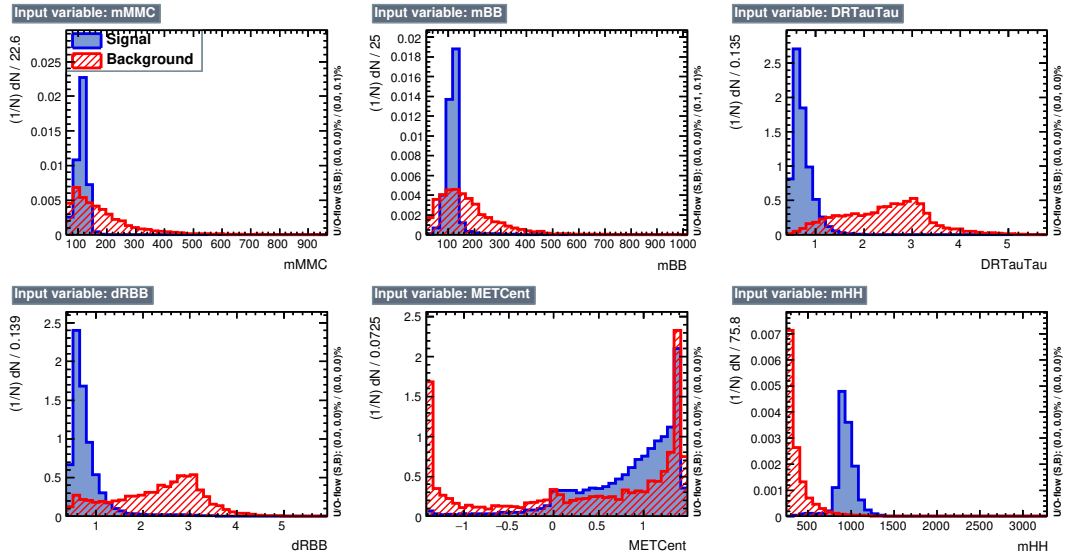 Input variable: mMMC
(1/N) dN / 22.6
0.025
0.02
0.015
0.01
0.005
0
Signal
Background
100 200 300 400 500 600 700 800 900
mMMC
U/O-flow (S,B): (0.0, 0.0)% / (0.0, 0.1)%
Input variable: mBB
(1/N) dN / 25
0.02
0.018
0.016
0.014
0.012
0.01
0.008
0.006
0.004
0.002
0
100 200 300 400 500 600 700 800 900 1000
mBB
U/O-flow (S,B): (0.0, 0.0)% / (0.1, 0.1)%
Input variable: DRTauTau
(1/N) dN / 0.135
2.5
2
1.5
1
0.5
0
1 2 3 4 5
DRTauTau
U/O-flow (S,B): (0.0, 0.0)% / (0.0, 0.0)%
Input variable: dRBB
(1/N) dN / 0.139
2.5
2
1.5
1
0.5
0
1 2 3 4 5
dRBB
U/O-flow (S,B): (0.0, 0.0)% / (0.0, 0.0)%
Input variable: METCent
(1/N) dN / 0.0725
2.5
2
1.5
1
0.5
0
−1 −0.5 0 0.5 1
METCent
U/O-flow (S,B): (0.0, 0.0)% / (0.0, 0.0)%
Input variable: mHH
(1/N) dN / 75.8
0.007
0.006
0.005
0.004
0.003
0.002
0.001
0
500 1000 1500 2000 2500 3000
mHH
U/O-flow (S,B): (0.0, 0.0)% / (0.0, 0.0)%